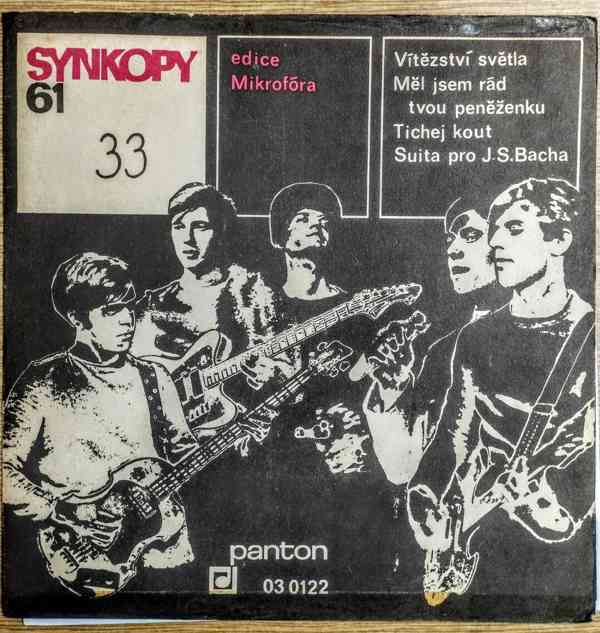 SYNKOPY
61
33
edice
Mikrofóra
Vítězství světla
Měl jsem rád
tvou peněženku
Tichej kout
Suita pro J.S.Bacha
panton
03 0122